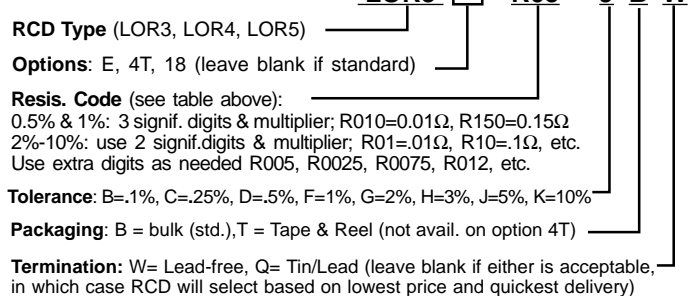 RCD Type (LOR3, LOR4, LOR5)
Options: E, 4T, 18 (leave blank if standard)
Resis. Code (see table above):
0.5% & 1%: 3 signif. digits & multiplier; R010=0.01Ω, R150=0.15Ω
2%-10%: use 2 signif.digits & multiplier; R01=.01Ω, R10=.1Ω, etc.
Use extra digits as needed R005, R0025, R0075, R012, etc.
Tolerance: B=.1%, C=.25%, D=.5%, F=1%, G=2%, H=3%, J=5%, K=10%
Packaging: B = bulk (std.),T = Tape & Reel (not avail. on option 4T)
Termination: W= Lead-free, Q= Tin/Lead (leave blank if either is acceptable,
in which case RCD will select based on lowest price and quickest delivery)